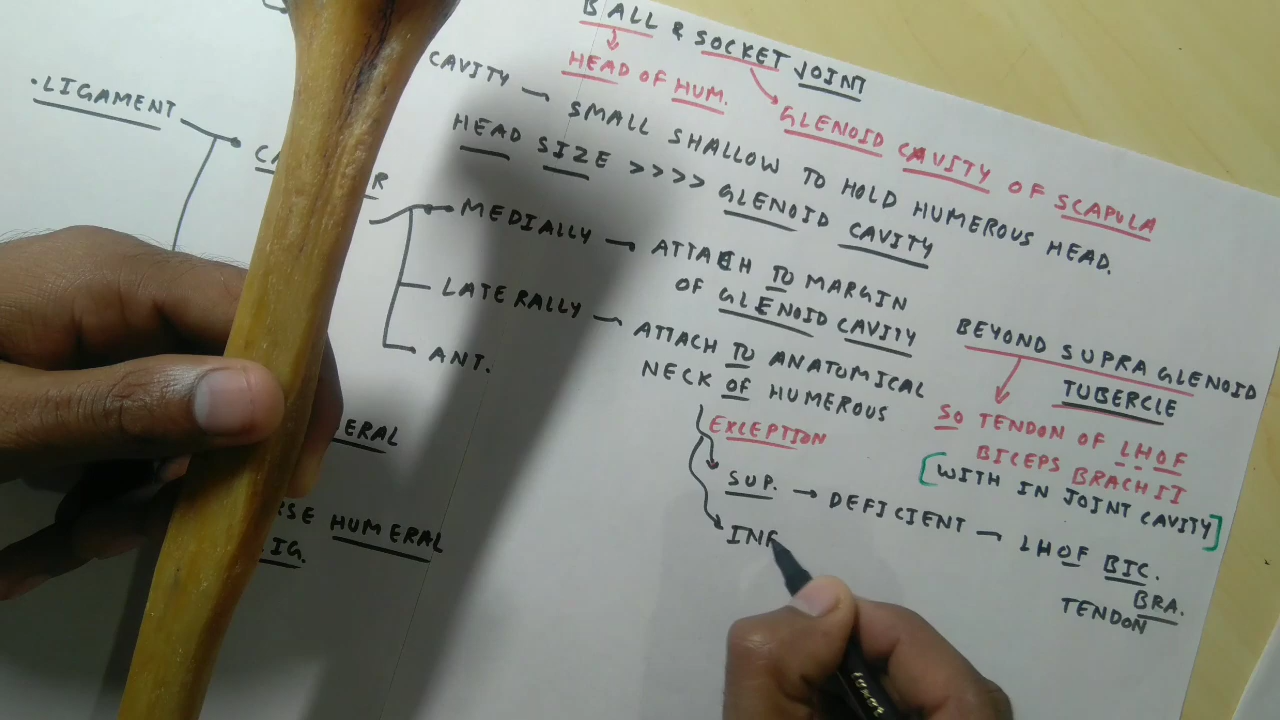 BALL & SOCKET JOINT
HEAD OF HUM.
GLENOID CAVITY OF SCAPULA
CAVITY SMALL SHALLOW TO HOLD HUMEROUS HEAD.
HEAD SIZE >>>> GLENOID CAVITY
.LIGAMENT
MEDIALLY ATTACH TO MARGIN
OF GLENOID CAVITY
BEYOND SUPRA GLENOID
TUBERCLE
SO TENDON OF LHOF
BICEPS BRACHII
[WITH IN JOINT CAVITY]
LATERALLY ATTACH TO ANATOMICAL
NECK OF HUMEROUS
EXCEPTION
SUP. → DEFICIENT LHOF BIC.
BRA.
TENDON
INF
ANT.
HUMERAL